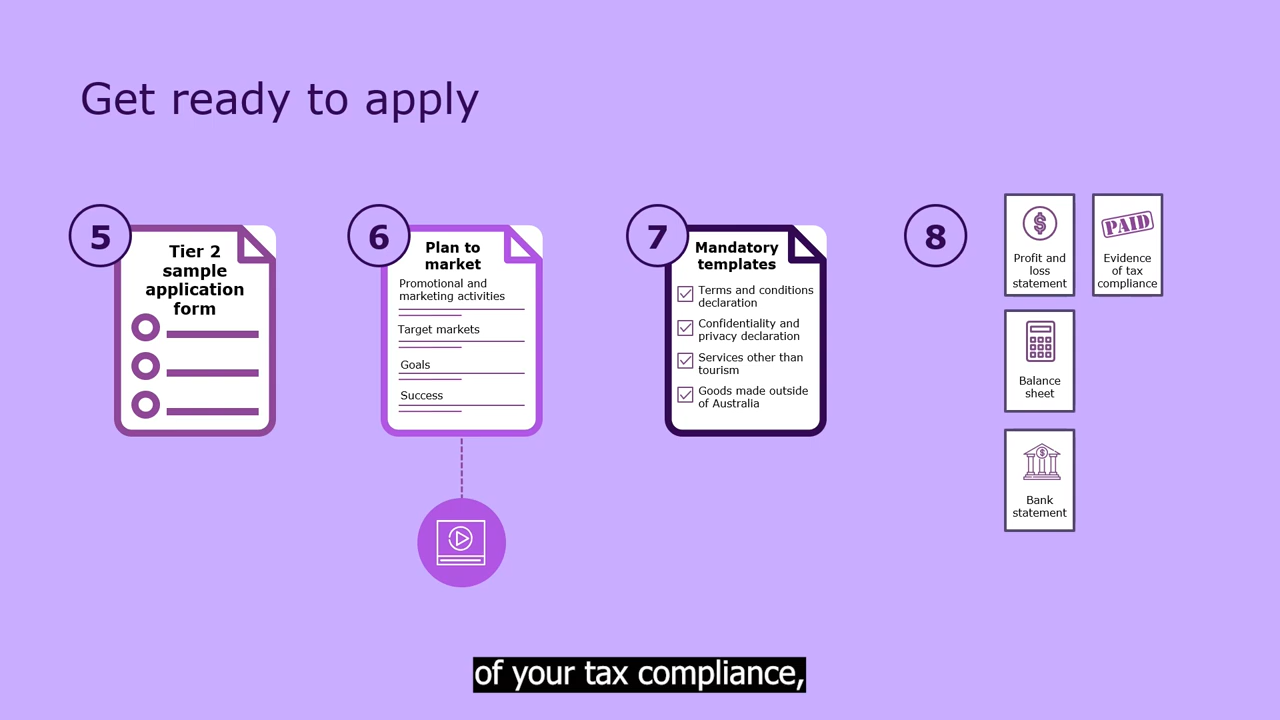 Get ready to apply
5
Tier 2
sample
application
form
6
Plan to
market
Promotional and
marketing activities
Target markets
Goals
Success
7
Mandatory
templates
Terms and conditions
declaration
Confidentiality and
privacy declaration
Services other than
tourism
Goods made outside
of Australia
8
$
Profit and
loss
statement
PAID
Evidence
of tax
compliance
Balance
sheet
$
Bank
statement
of your tax compliance,